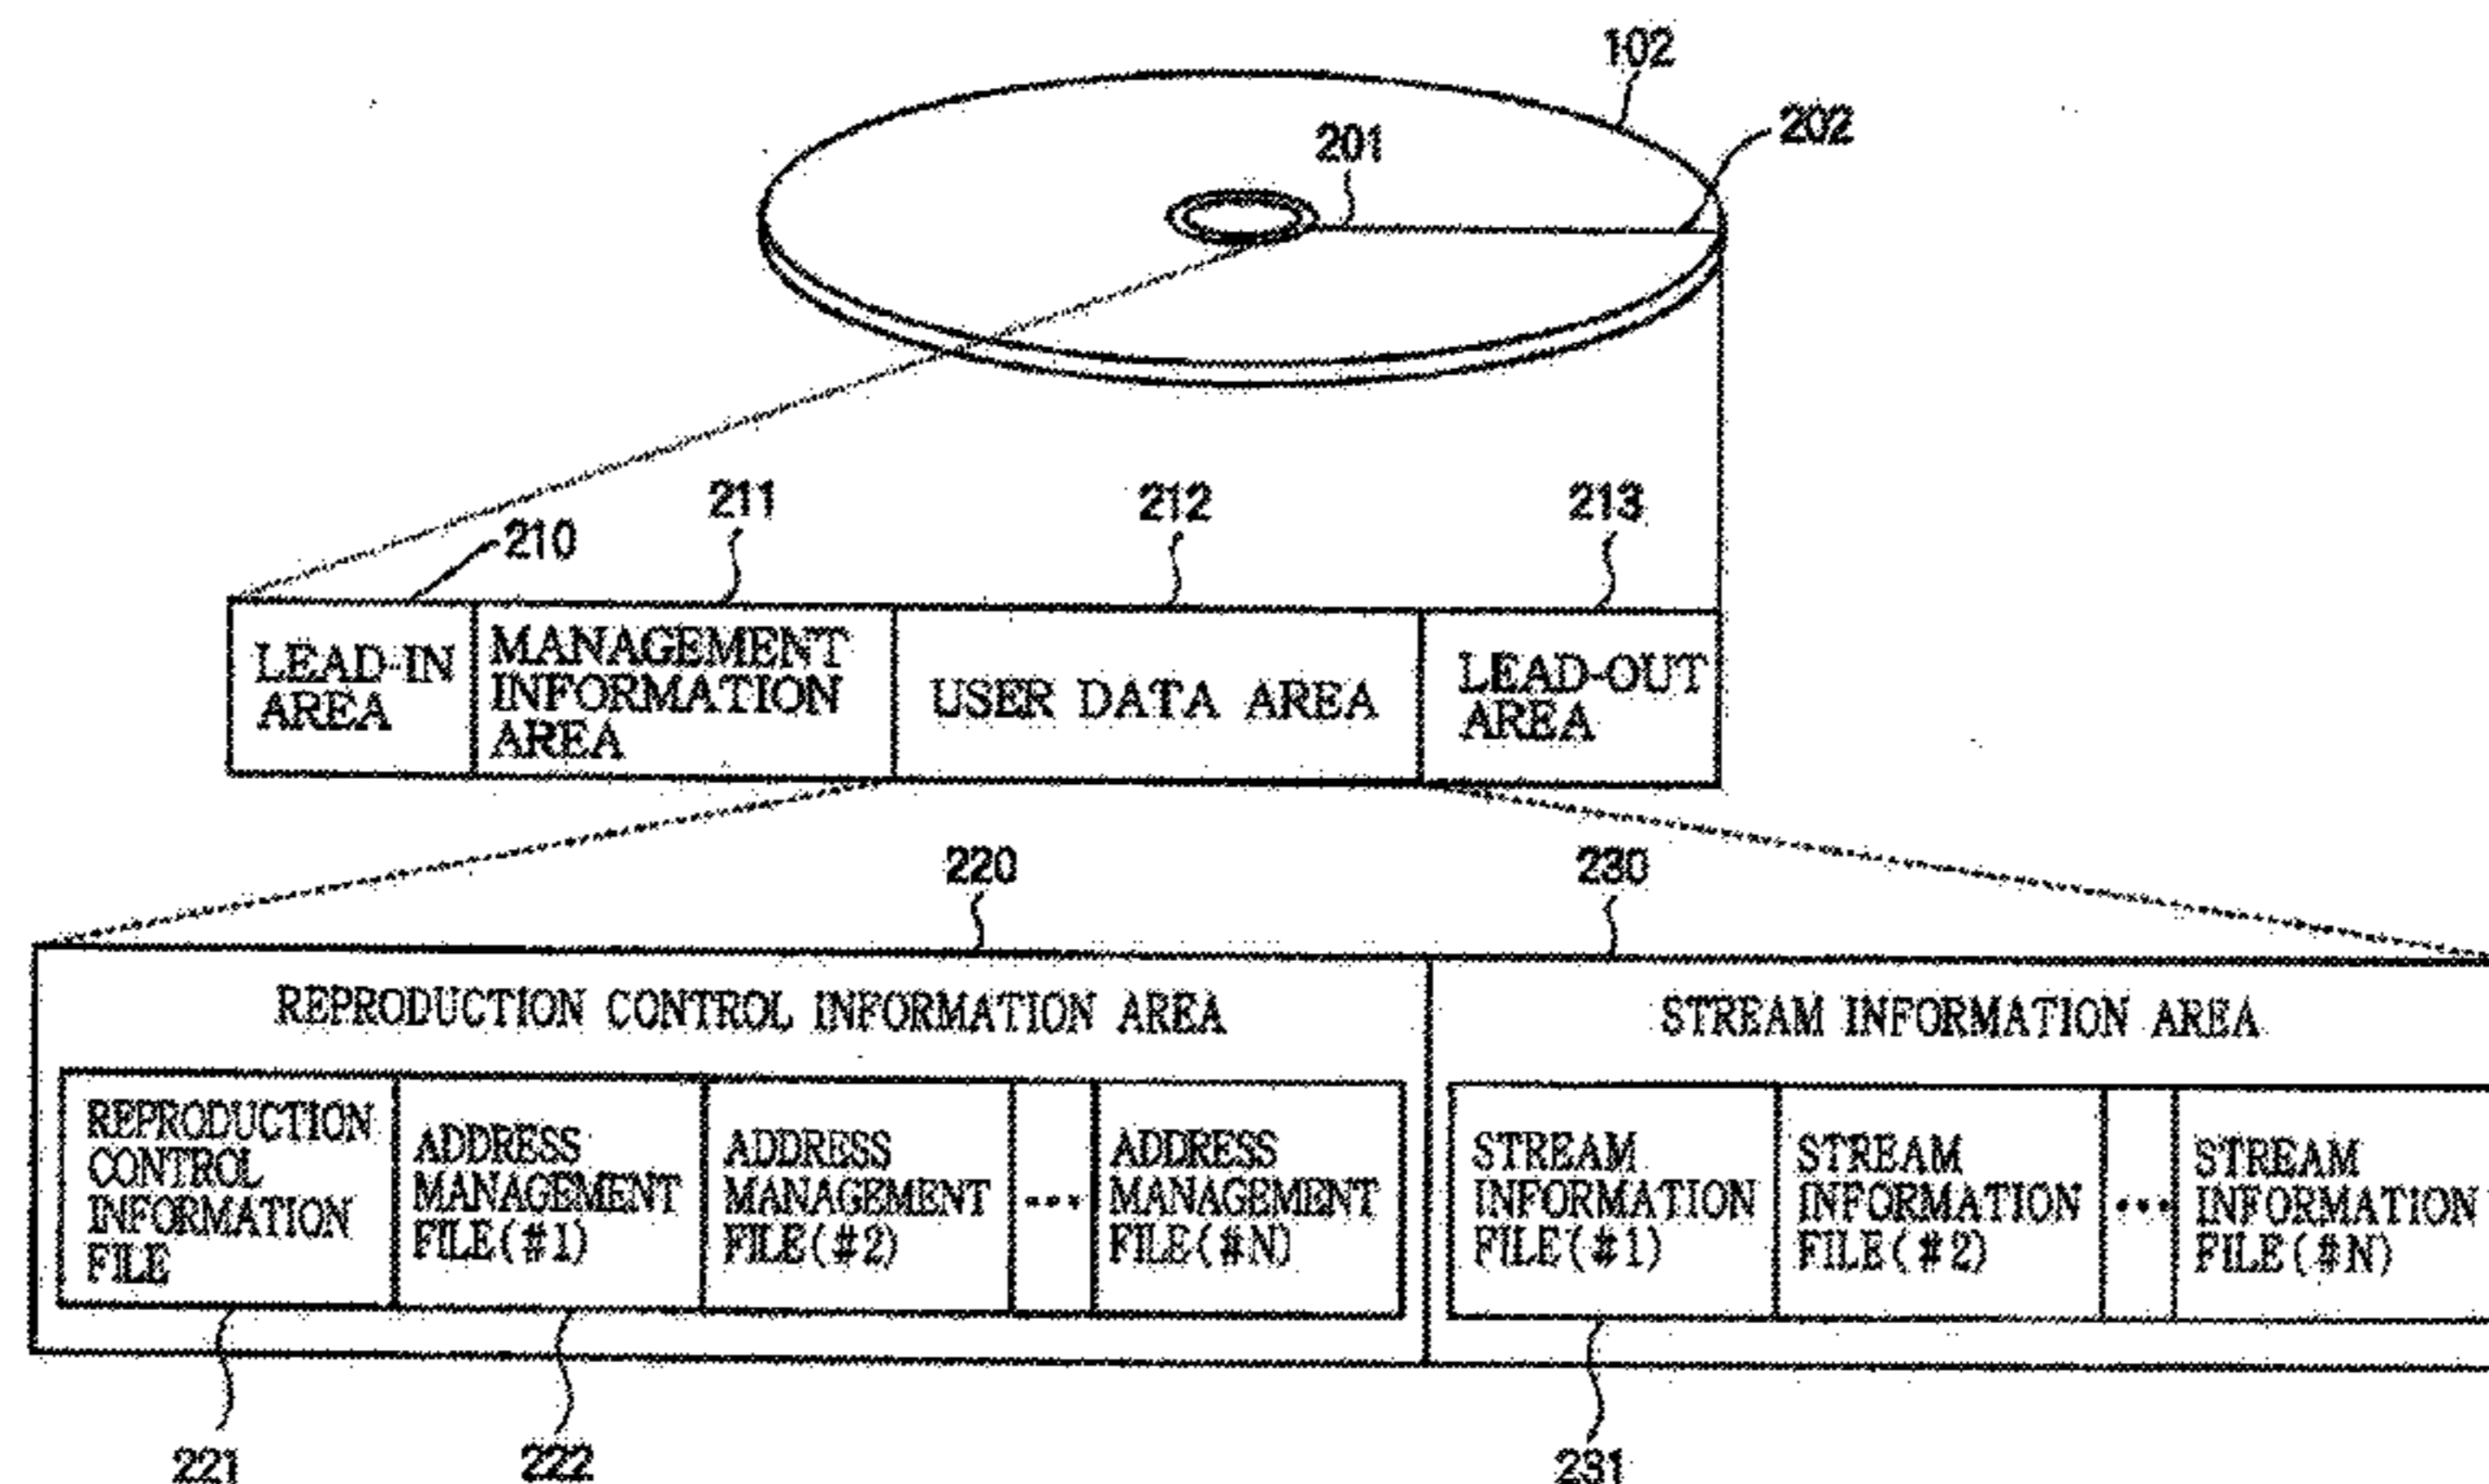 102
202
201
210
211
212
213
LEAD-IN
AREA
MANAGEMENT
INFORMATION
AREA
USER DATA AREA
LEAD-OUT
AREA
220
230
REPRODUCTION CONTROL INFORMATION AREA
STREAM INFORMATION AREA
REPRODUCTION
CONTROL
INFORMATION
FILE
ADDRESS
MANAGEMENT
FILE(#1)
ADDRESS
MANAGEMENT
FILE(#2)
...
ADDRESS
MANAGEMENT
FILE(#N)
STREAM
INFORMATION
FILE(#1)
STREAM
INFORMATION
FILE(#2)
...
STREAM
INFORMATION
FILE(#N)
221
222
231